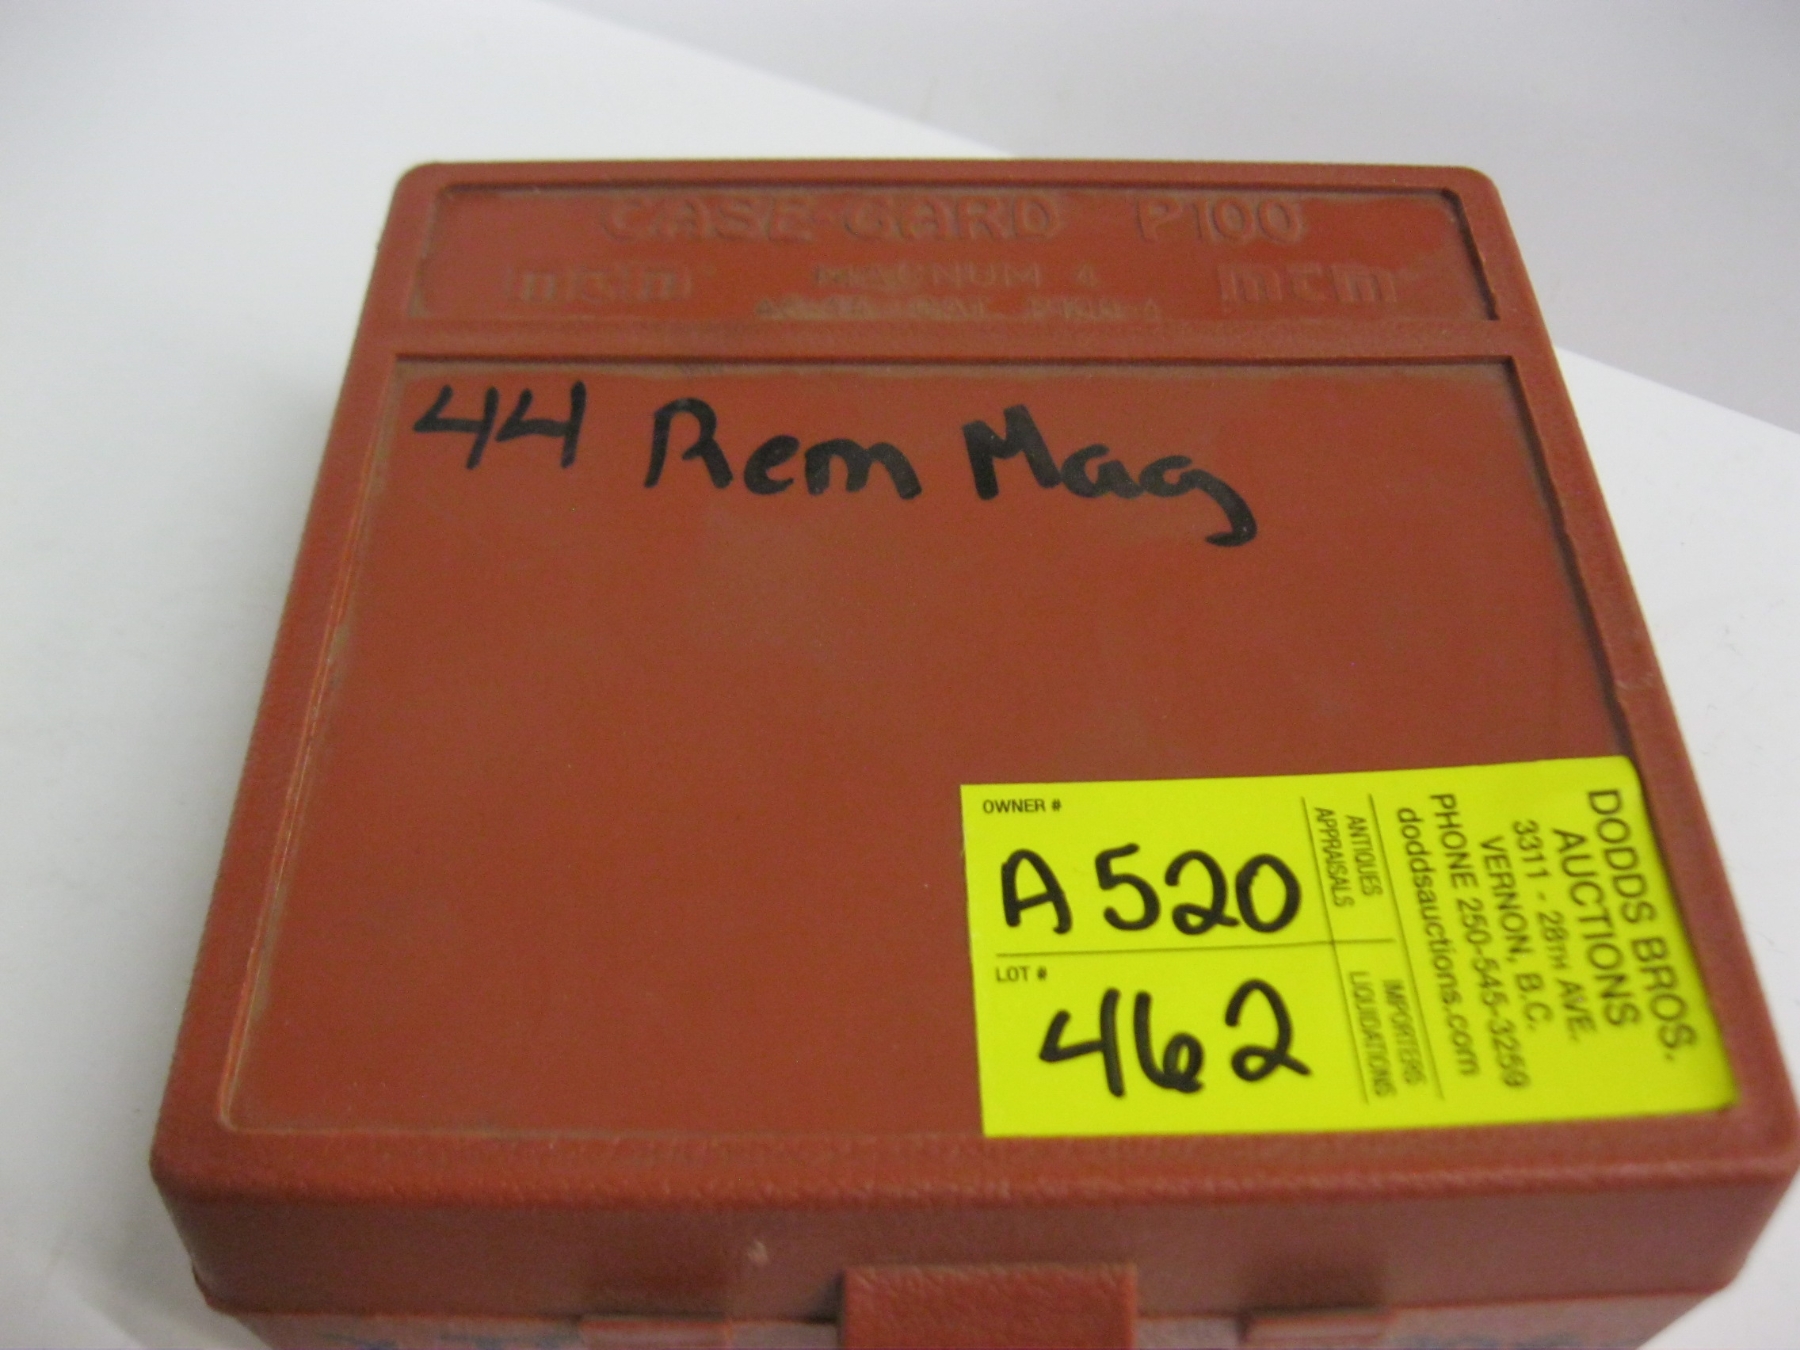 CASE-GARD P100
mTm MAGNUM 4 mTm
44 Rem Mag
OWNER #
A520
LOT #
462
ANTIQUES
APPRAISALS
IMPORTERS
LIQUIDATIONS
DODDS BROS.
AUCTIONS
3311 - 28TH AVE.
VERNON, B.C.
PHONE 250-545-3259
doddsauctions.com